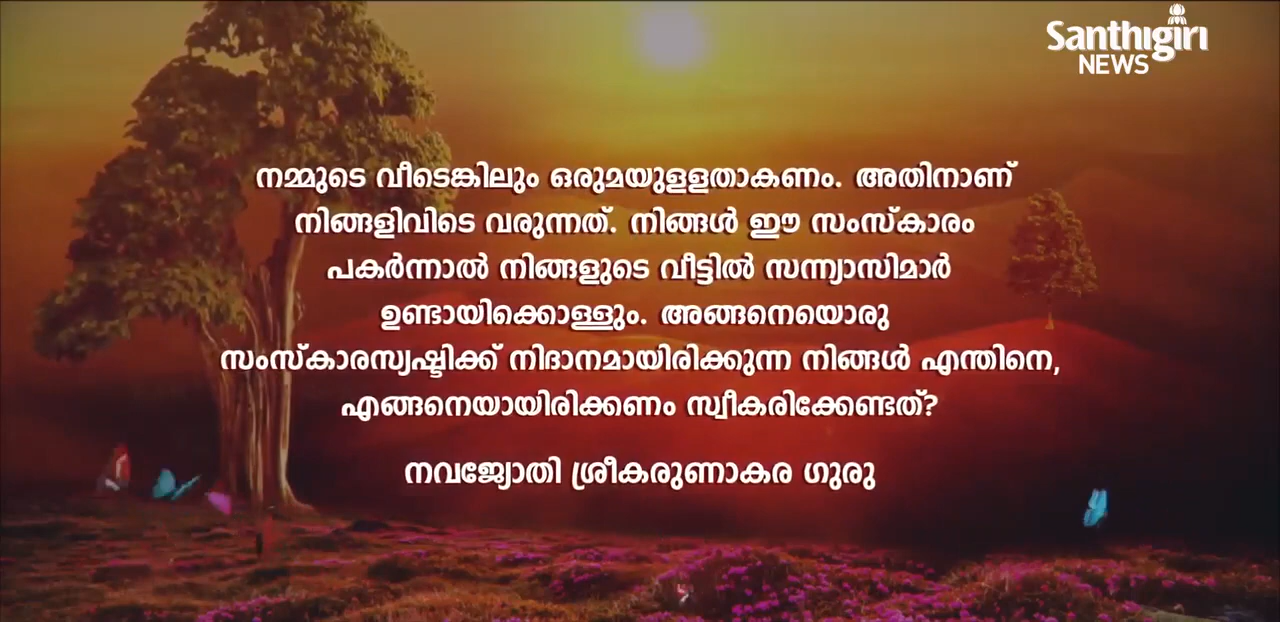 Santhigiri
NEWS
നമ്മുടെ വീടെങ്കിലും ഒരുമയുളളതാകണം. അതിനാണ്
നിങ്ങളിവിടെ വരുന്നത്. നിങ്ങൾ ഈ സംസ്കാരം
പകർന്നാൽ നിങ്ങളുടെ വീട്ടിൽ സന്ന്യാസിമാർ
ഉണ്ടായിക്കൊള്ളും. അങ്ങനെയൊരു
സംസ്കാരസൃഷ്ടിക്ക് നിദാനമായിരിക്കുന്ന നിങ്ങൾ എന്തിനെ,
എങ്ങനെയായിരിക്കണം സ്വീകരിക്കേണ്ടത്?
നവജ്യോതി ശ്രീകരുണാകര ഗുരു